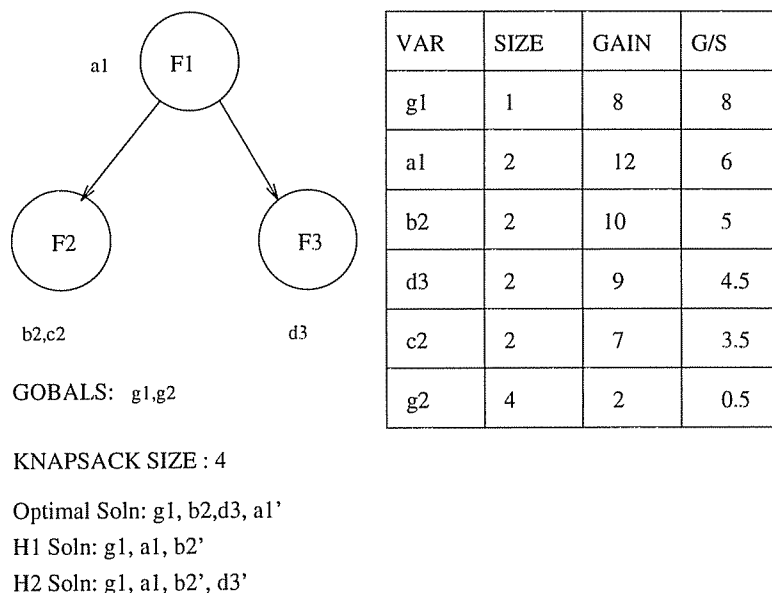 a1
F1
F2
F3
b2,c2
d3
GOBALS: g1,g2
KNAPSACK SIZE : 4
Optimal Soln: g1, b2,d3, a1’
H1 Soln: g1, a1, b2’
H2 Soln: g1, a1, b2’, d3’
VAR SIZE GAIN G/S
g1 1 8 8
a1 2 12 6
b2 2 10 5
d3 2 9 4.5
c2 2 7 3.5
g2 4 2 0.5